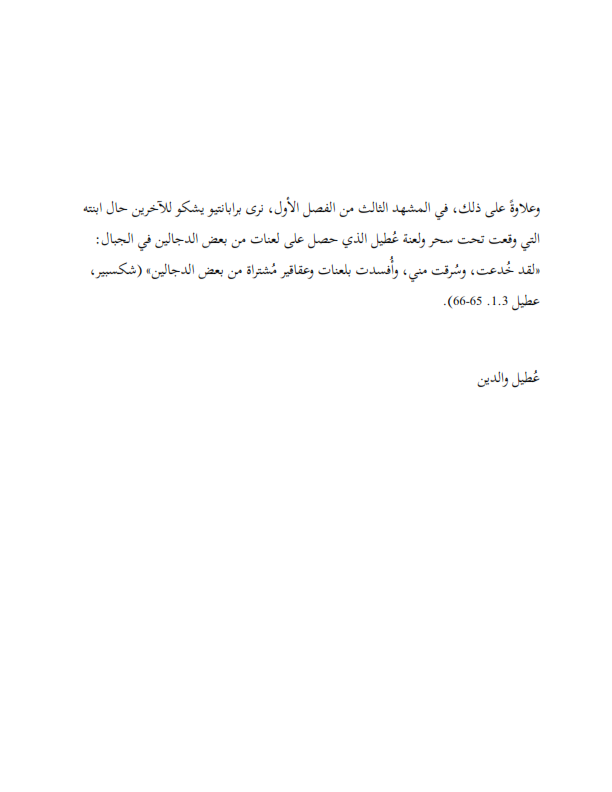 وعلاوةً على ذلك، في المشهد الثالث من الفصل الأول، نرى برابانتيو يشكو للآخرين حال ابنته
التي وقعت تحت سحر ولعنة عُطيل الذي حصل على لعنات من بعض الدجالين في الجبال:
«لقد خُدعت، وسُرقت مني، وأُفسدت بلعنات وعقاقير مُشتراة من بعض الدجالين» (شكسبير،
عطيل 1.3. 65-66).
عُطيل والدين